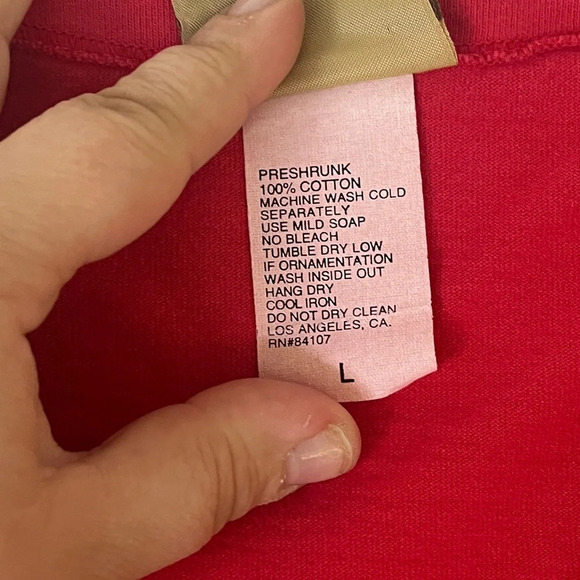 PRESHRUNK
100% COTTON
MACHINE WASH COLD
SEPARATELY
USE MILD SOAP
NO BLEACH
TUMBLE DRY LOW
IF ORNAMENTATION
WASH INSIDE OUT
HANG DRY
COOL IRON
DO NOT DRY CLEAN
LOS ANGELES, CA.
RN#84107
L